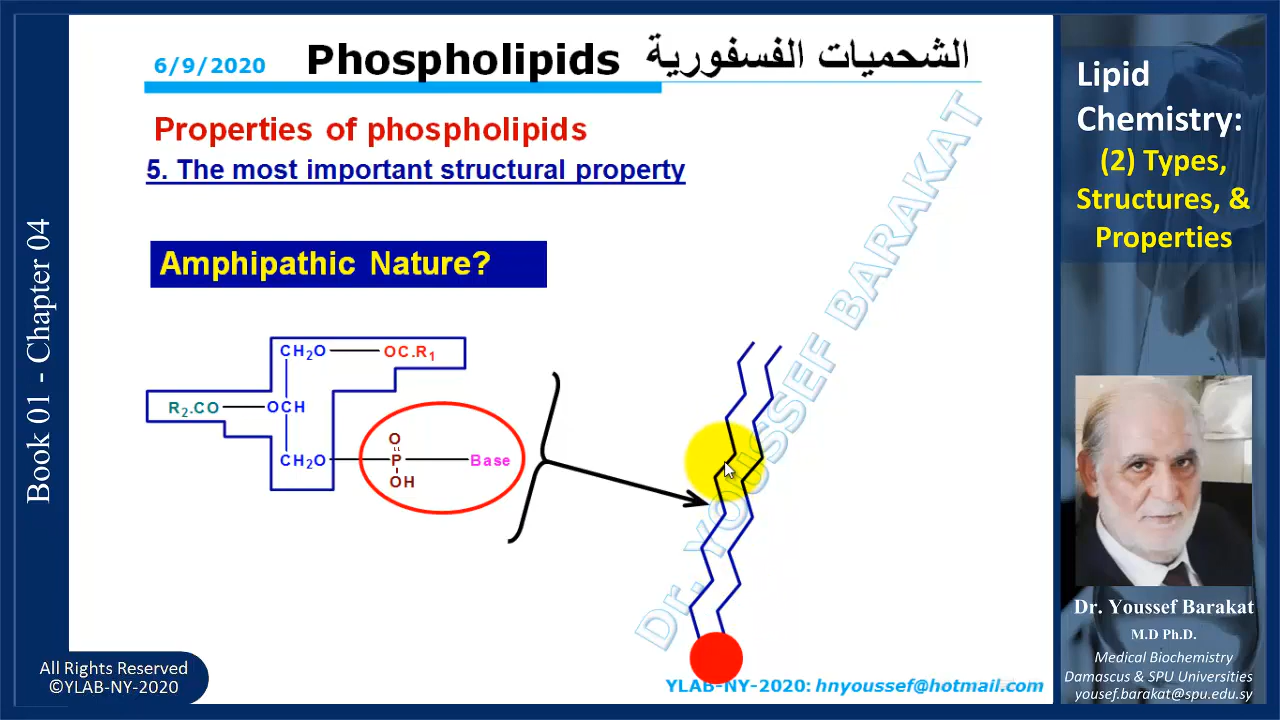 Book 01 - Chapter 04
6/9/2020
Phospholipids الشحميات الفسفورية
Properties of phospholipids
5. The most important structural property
Amphipathic Nature?
CH₂O OC.R₁
R₂.CO OCH
O
CH₂O P Base
OH
Dr. YOUSSEF BARAKAT
YLAB-NY-2020: hnyoussef@hotmail.com
All Rights Reserved
©YLAB-NY-2020
Lipid
Chemistry:
(2) Types,
Structures, &
Properties
Dr. Youssef Barakat
M.D Ph.D.
Medical Biochemistry
Damascus & SPU Universities
yousef.barakat@spu.edu.sy